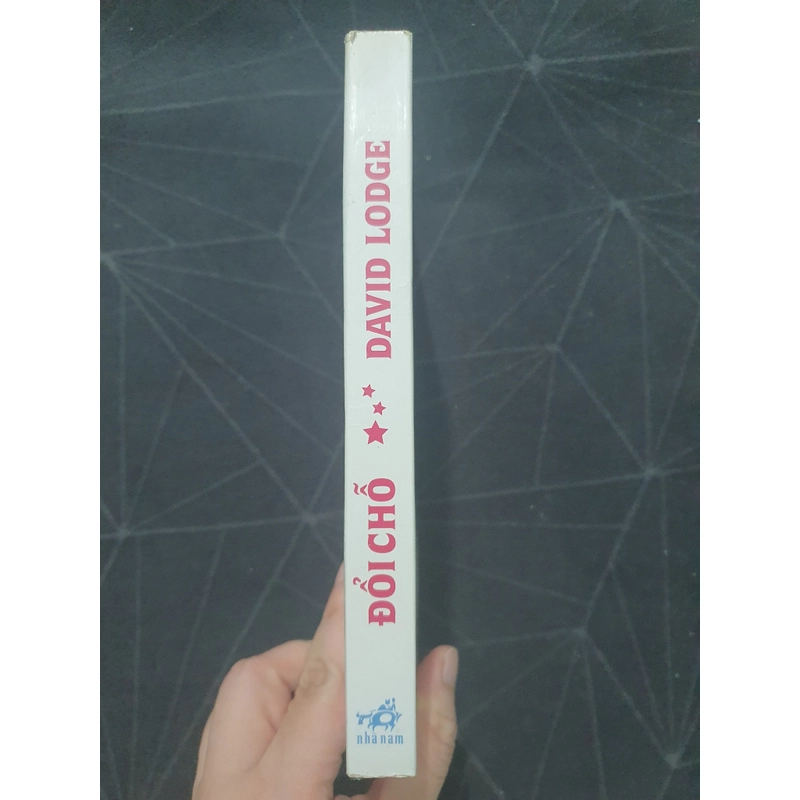 ĐỔI CHỖ
DAVID LODGE
nhã nam